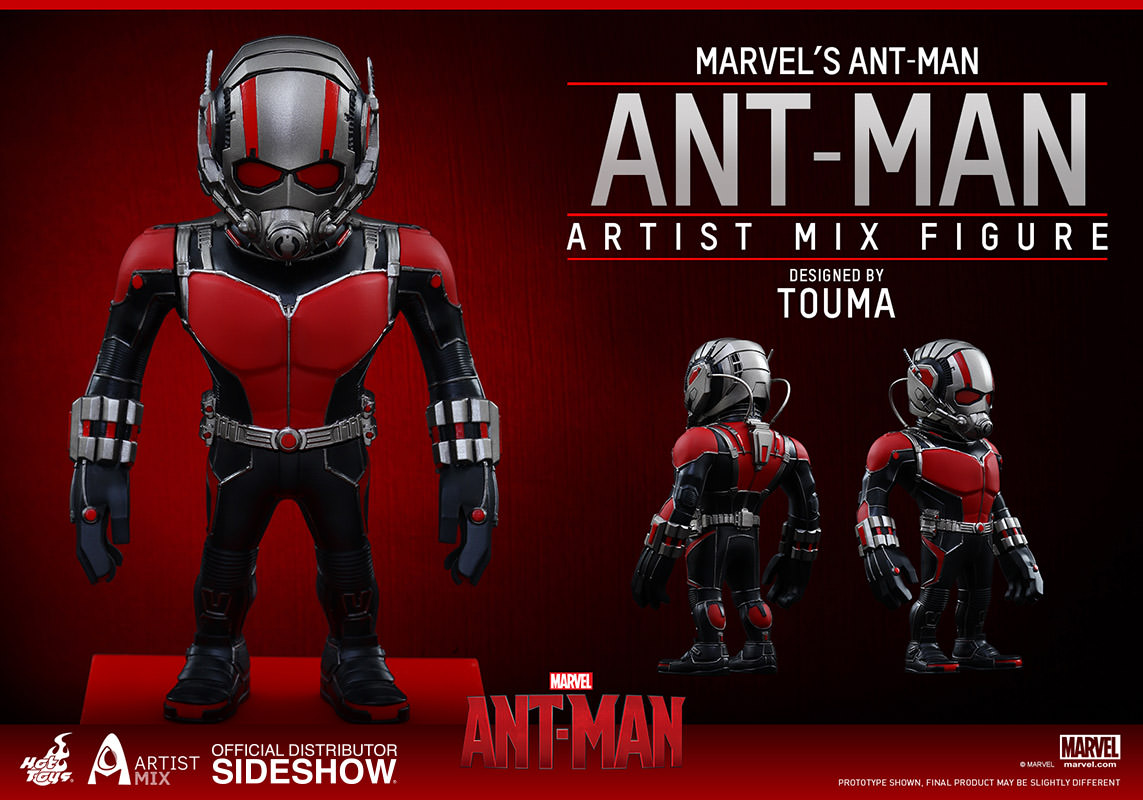 MARVEL'S ANT-MAN
ANT-MAN
ARTIST MIX FIGURE
DESIGNED BY
TOUMA
MARVEL
ANT-MAN
Hot Toys.
ARTIST
MIX
OFFICIAL DISTRIBUTOR
SIDESHOW®
MARVEL
© MARVEL marvel.com
PROTOTYPE SHOWN, FINAL PRODUCT MAY BE SLIGHTLY DIFFERENT